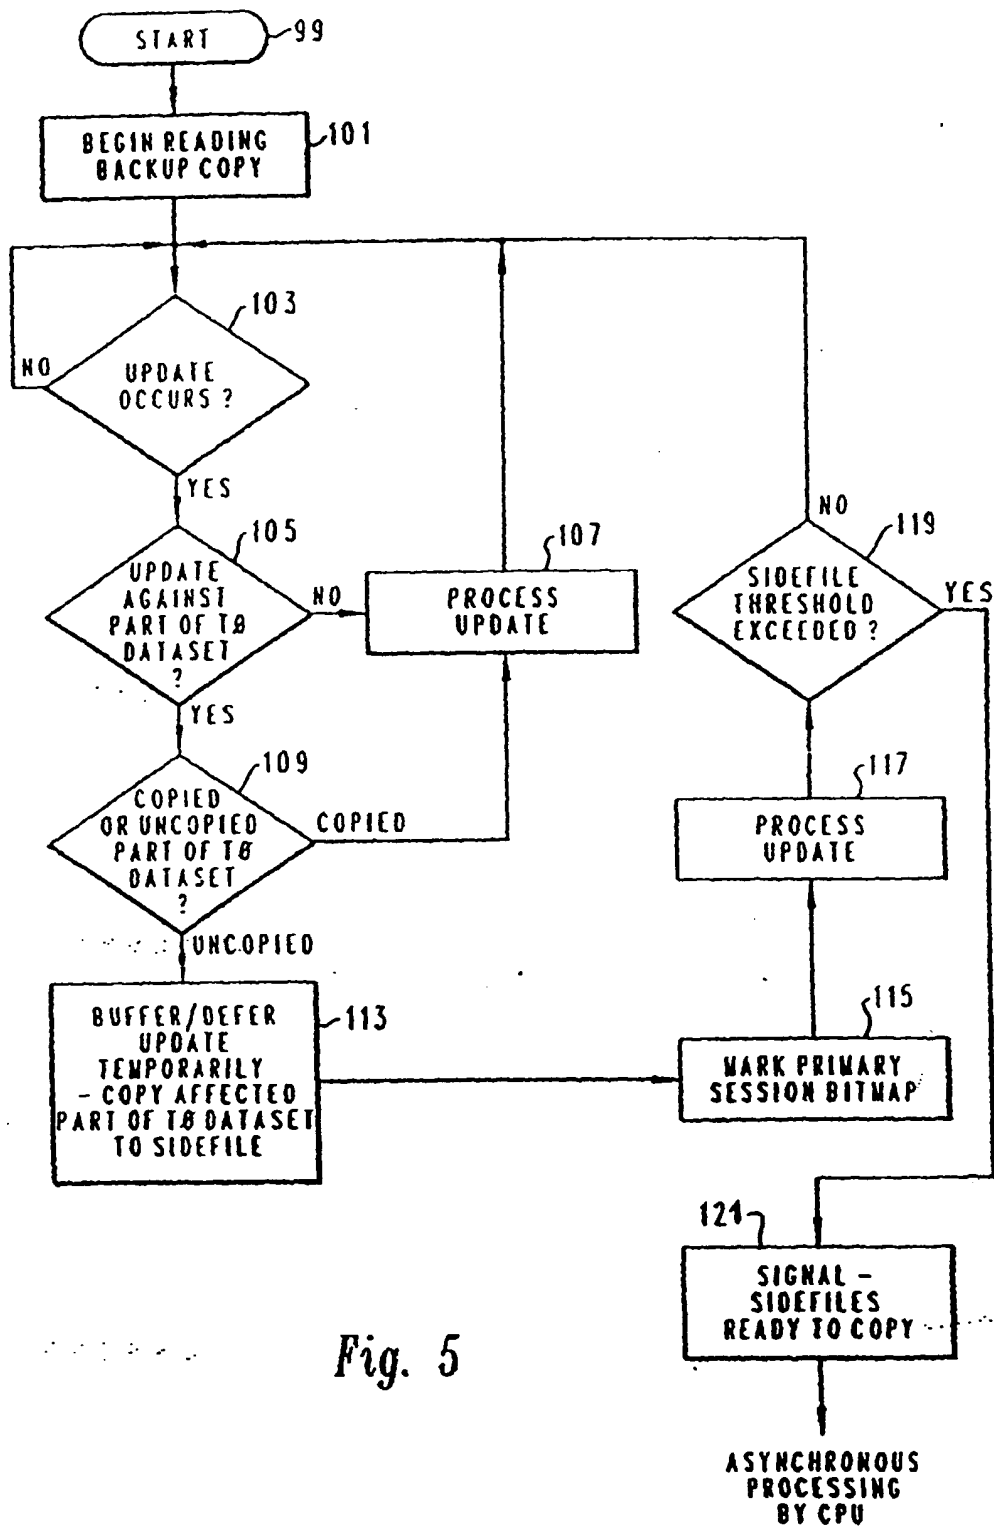 START
99
BEGIN READING
BACKUP COPY
101
103
NO
UPDATE
OCCURS ?
YES
105
UPDATE
AGAINST
PART OF T0
DATASET
?
NO
107
PROCESS
UPDATE
YES
109
COPIED
OR UNCOPIED
PART OF T0
DATASET
?
COPIED
UNCOPIED
BUFFER/DEFER
UPDATE
TEMPORARILY
- COPY AFFECTED
PART OF T0 DATASET
TO SIDEFILE
113
NO
119
SIDEFILE
THRESHOLD
EXCEEDED ?
YES
117
PROCESS
UPDATE
115
MARK PRIMARY
SESSION BITMAP
121
SIGNAL -
SIDEFILES
READY TO COPY
ASYNCHRONOUS
PROCESSING
BY CPU
Fig. 5